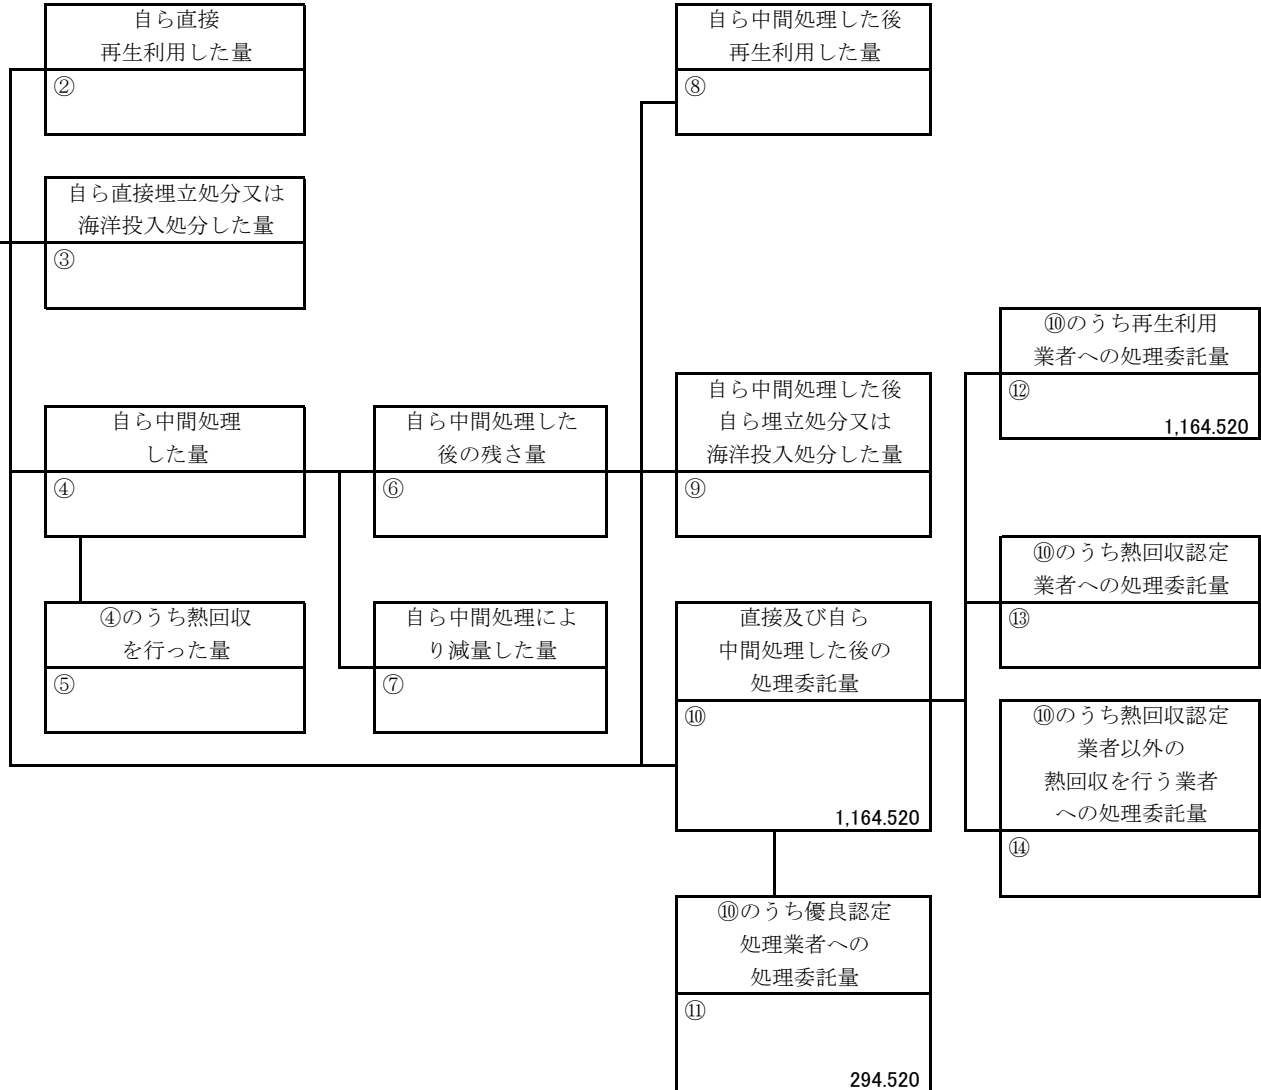 自ら直接
再生利用した量
②
自ら中間処理した後
再生利用した量
⑧
自ら直接埋立処分又は
海洋投入処分した量
③
⑩のうち再生利用
業者への処理委託量
⑫
1,164.520
自ら中間処理
した量
④
自ら中間処理した
後の残さ量
⑥
自ら中間処理した後
自ら埋立処分又は
海洋投入処分した量
⑨
⑩のうち熱回収認定
業者への処理委託量
⑬
④のうち熱回収
を行った量
⑤
自ら中間処理によ
り減量した量
⑦
直接及び自ら
中間処理した後の
処理委託量
⑩
1,164.520
⑩のうち熱回収認定
業者以外の
熱回収を行う業者
への処理委託量
⑭
⑩のうち優良認定
処理業者への
処理委託量
⑪
294.520